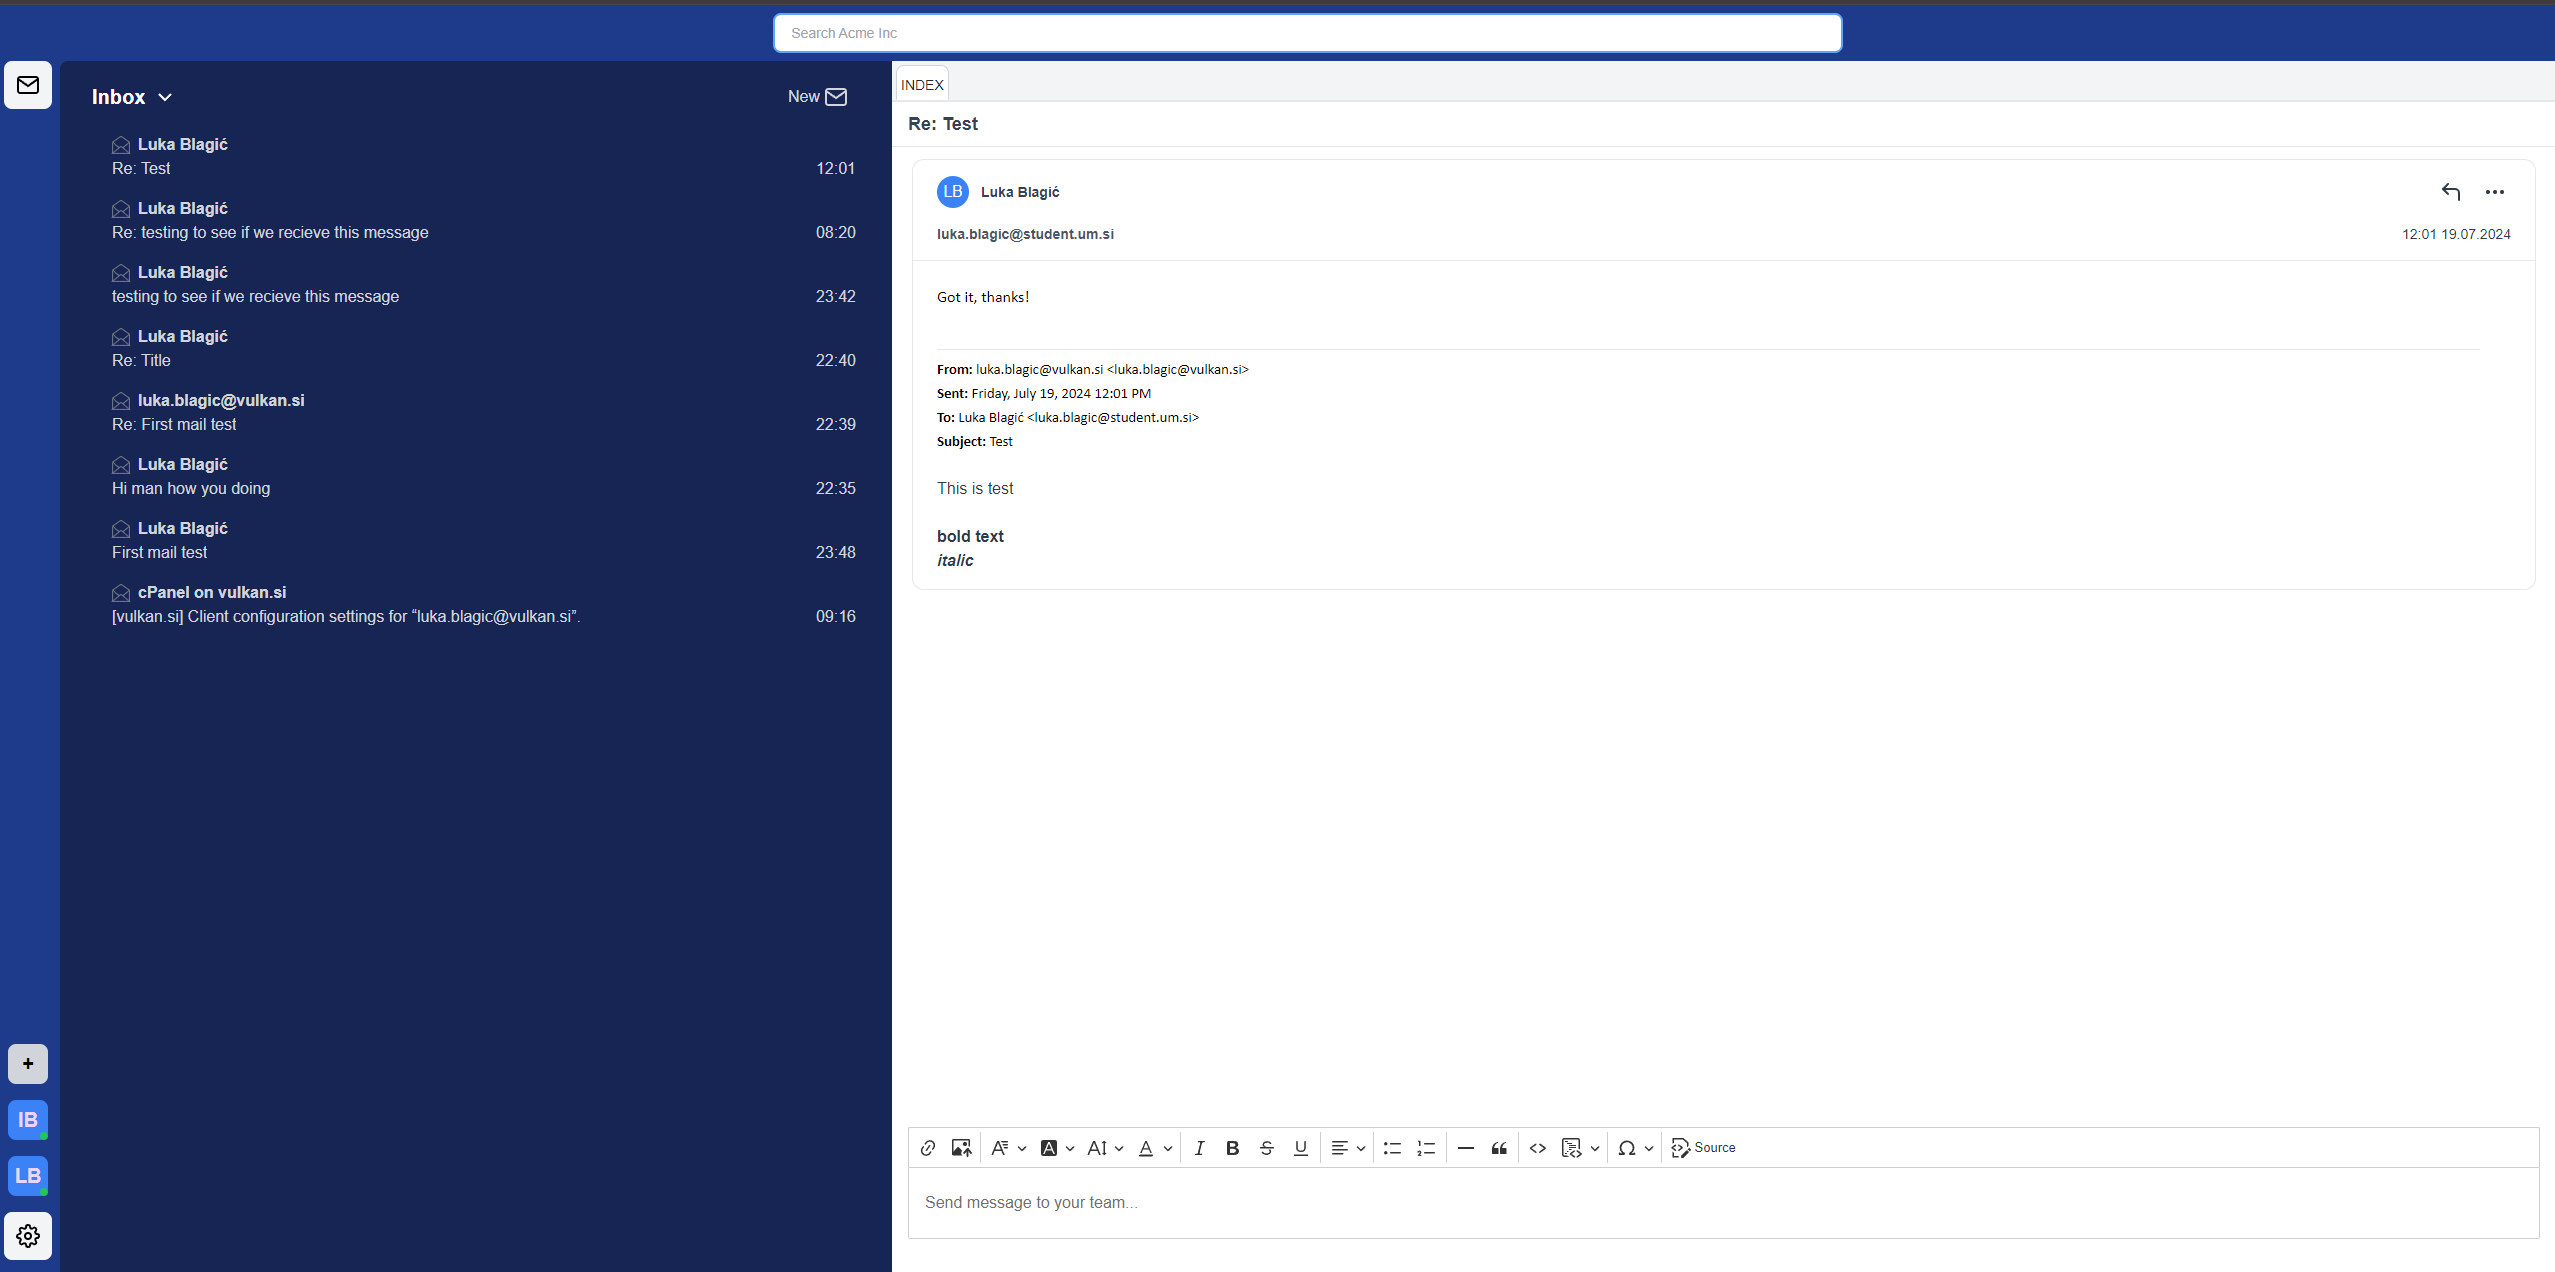 Search Acme Inc
Inbox
New
Luka Blagić
Re: Test
12:01
Luka Blagić
Re: testing to see if we recieve this message
08:20
Luka Blagić
testing to see if we recieve this message
23:42
Luka Blagić
Re: Title
22:40
luka.blagic@vulkan.si
Re: First mail test
22:39
Luka Blagić
Hi man how you doing
22:35
Luka Blagić
First mail test
23:48
cPanel on vulkan.si
[vulkan.si] Client configuration settings for “luka.blagic@vulkan.si”.
09:16
+
IB
LB
INDEX
Re: Test
LB Luka Blagić
luka.blagic@student.um.si
12:01 19.07.2024
Got it, thanks!
From: luka.blagic@vulkan.si <luka.blagic@vulkan.si>
Sent: Friday, July 19, 2024 12:01 PM
To: Luka Blagić <luka.blagic@student.um.si>
Subject: Test
This is test
bold text
italic
Source
Send message to your team...